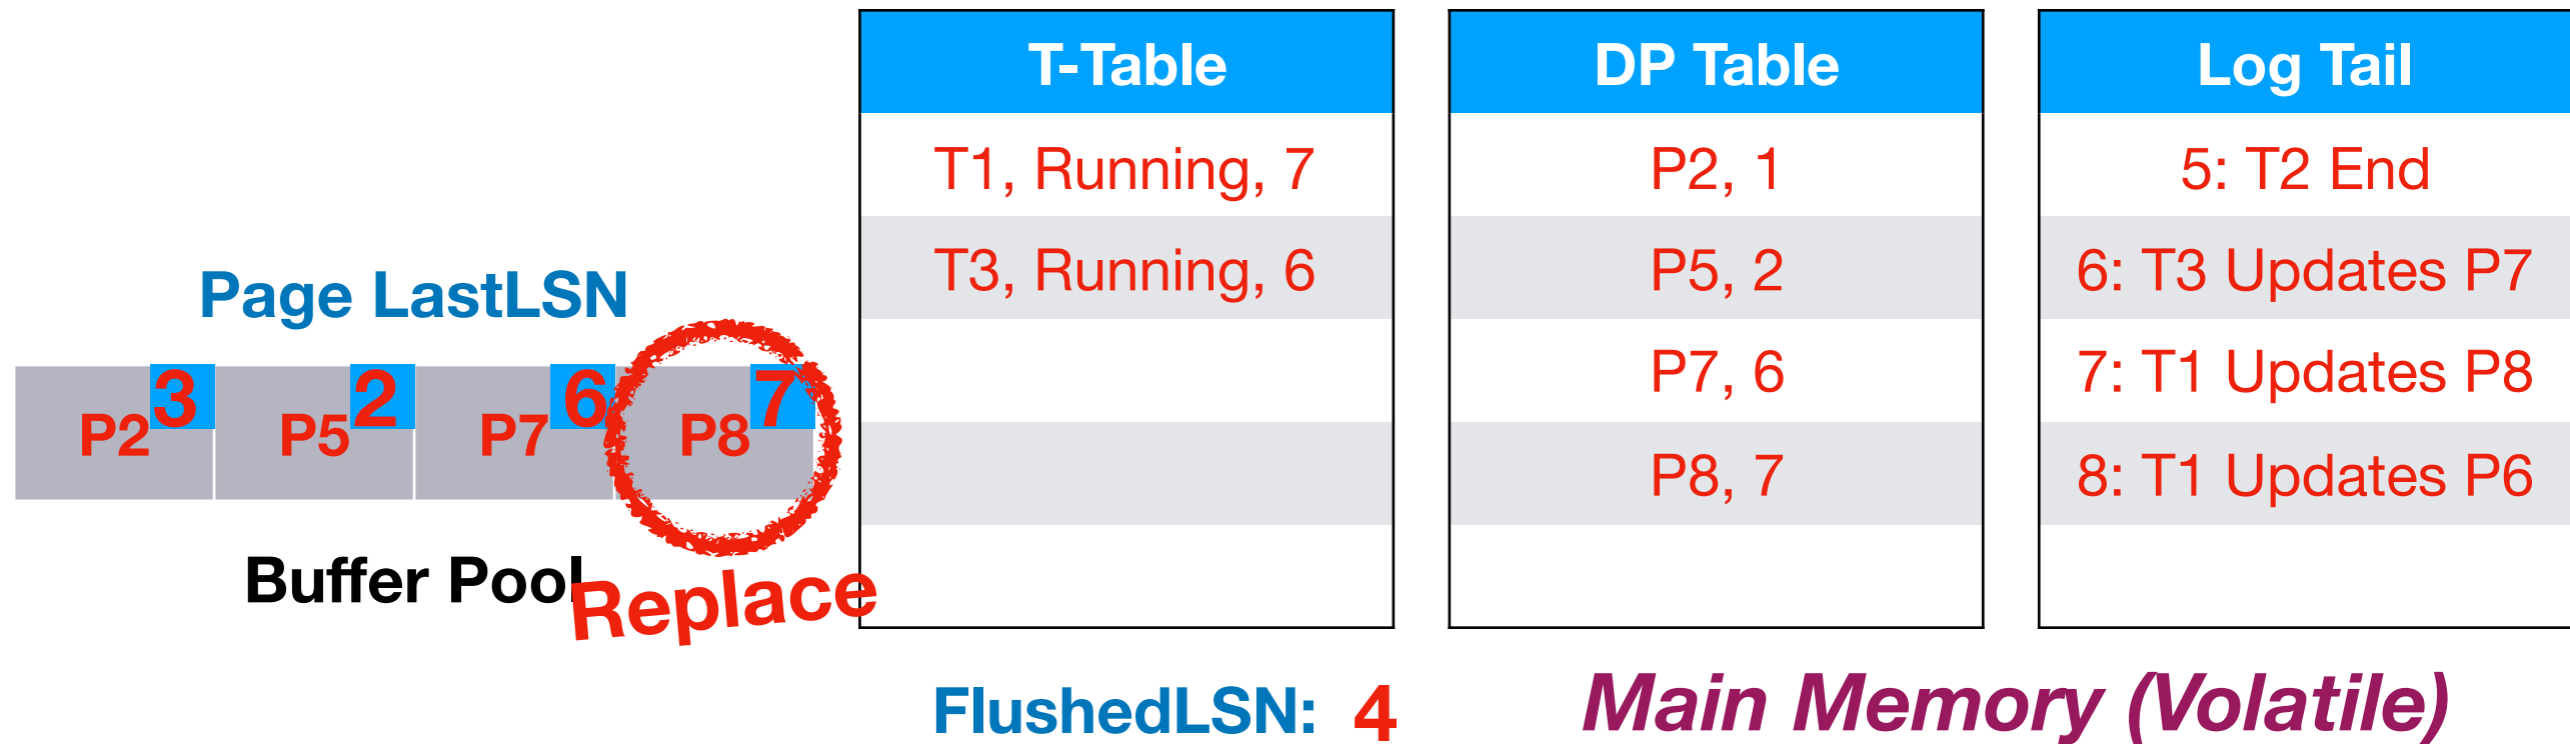 T-Table
T1, Running, 7
T3, Running, 6
DP Table
P2, 1
P5, 2
P7, 6
P8, 7
Log Tail
5: T2 End
6: T3 Updates P7
7: T1 Updates P8
8: T1 Updates P6
Page LastLSN
P2 3
P5 2
P7 6
P8 7
Buffer Pool
Replace
FlushedLSN: 4
Main Memory (Volatile)